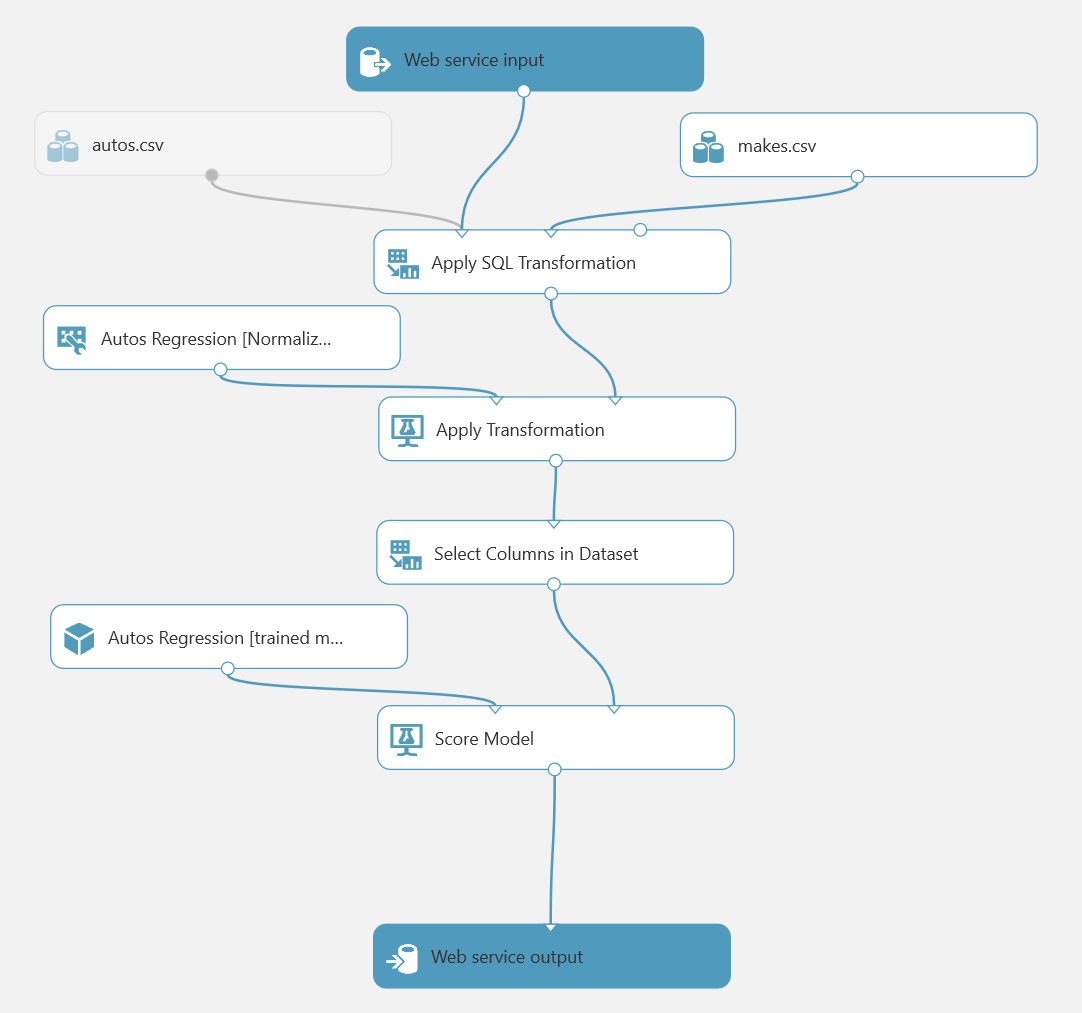 Web service input
autos.csv
makes.csv
Apply SQL Transformation
Autos Regression [Normaliz...
Apply Transformation
Select Columns in Dataset
Autos Regression [trained m...
Score Model
Web service output